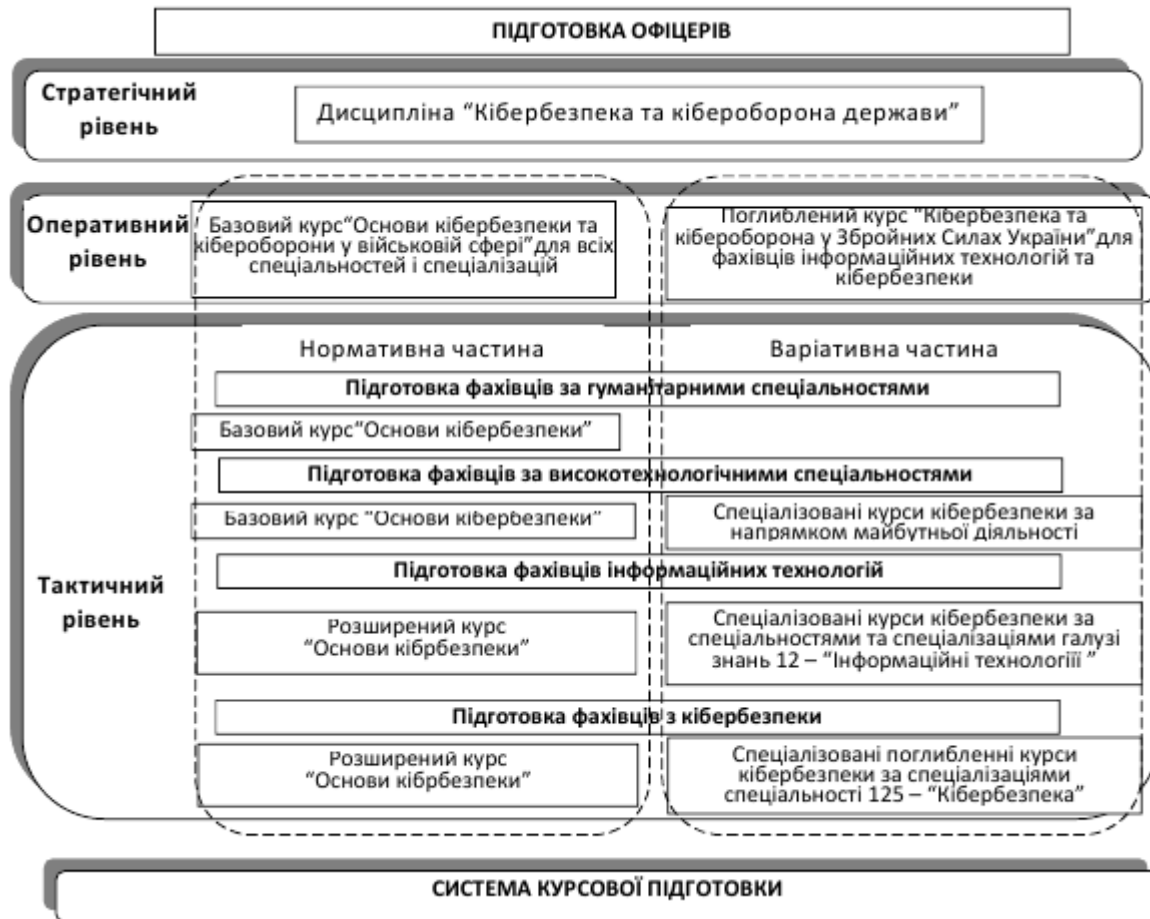 ПІДГОТОВКА ОФІЦЕРІВ
Стратегічний
рівень
Дисципліна “Кібербезпека та кібероборона держави”
Оперативний
рівень
Базовий курс“Основи кібербезпеки та
кібероборони у військовій сфері”для всіх
спеціальностей і спеціалізацій
Поглиблений курс “Кібербезпека та
кібероборона у Збройних Силах України”для
фахівців інформаційних технологій та
кібербезпеки
Тактичний
рівень
Нормативна частина
Варіативна частина
Підготовка фахівців за гуманітарними спеціальностями
Базовий курс“Основи кібербезпеки”
Підготовка фахівців за високотехнологічними спеціальностями
Базовий курс “Основи кібербезпеки”
Спеціалізовані курси кібербезпеки за
напрямком майбутньої діяльності
Підготовка фахівців інформаційних технологій
Розширений курс
“Основи кібрбезпеки”
Спеціалізовані курси кібербезпеки за
спеціальностями та спеціалізаціями галузі
знань 12 – “Інформаційні технологіїї ”
Підготовка фахівців з кібербезпеки
Розширений курс
“Основи кібрбезпеки”
Спеціалізовані поглибленні курси
кібербезпеки за спеціалізаціями
спеціальності 125 – “Кібербезпека”
СИСТЕМА КУРСОВОЇ ПІДГОТОВКИ